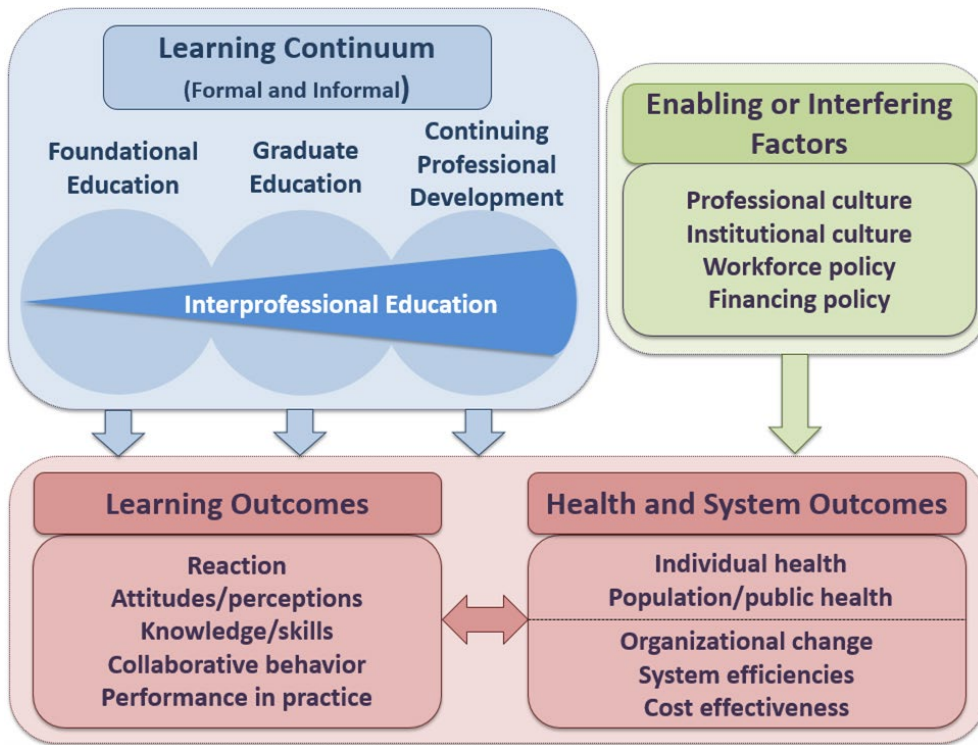 Learning Continuum
(Formal and Informal)
Foundational
Education
Graduate
Education
Continuing
Professional
Development
Interprofessional Education
Enabling or Interfering
Factors
Professional culture
Institutional culture
Workforce policy
Financing policy
Learning Outcomes
Reaction
Attitudes/perceptions
Knowledge/skills
Collaborative behavior
Performance in practice
Health and System Outcomes
Individual health
Population/public health
Organizational change
System efficiencies
Cost effectiveness